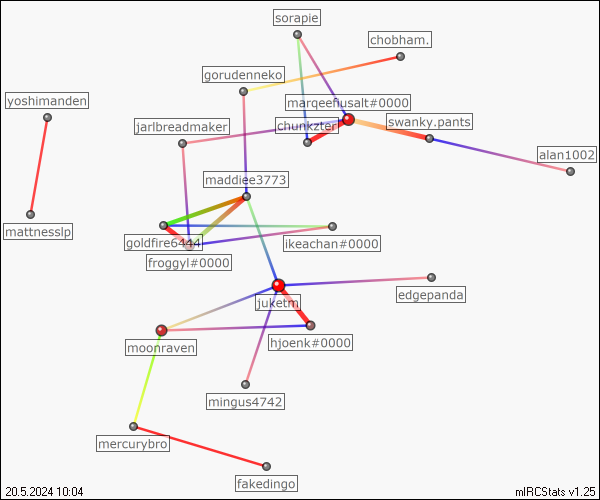 sorapie
chobham.
gorudenneko
yoshimanden
marqeefiusalt#0000
chunkzter
swanky.pants
jarlbreadmaker
alan1002
maddiee3773
mattnesslp
goldfire6444
ikeachan#0000
froggyl#0000
edgepanda
juketm
hjoenk#0000
moonraven
mingus4742
mercurybro
fakedingo
20.5.2024 10:04
mIRCStats v1.25